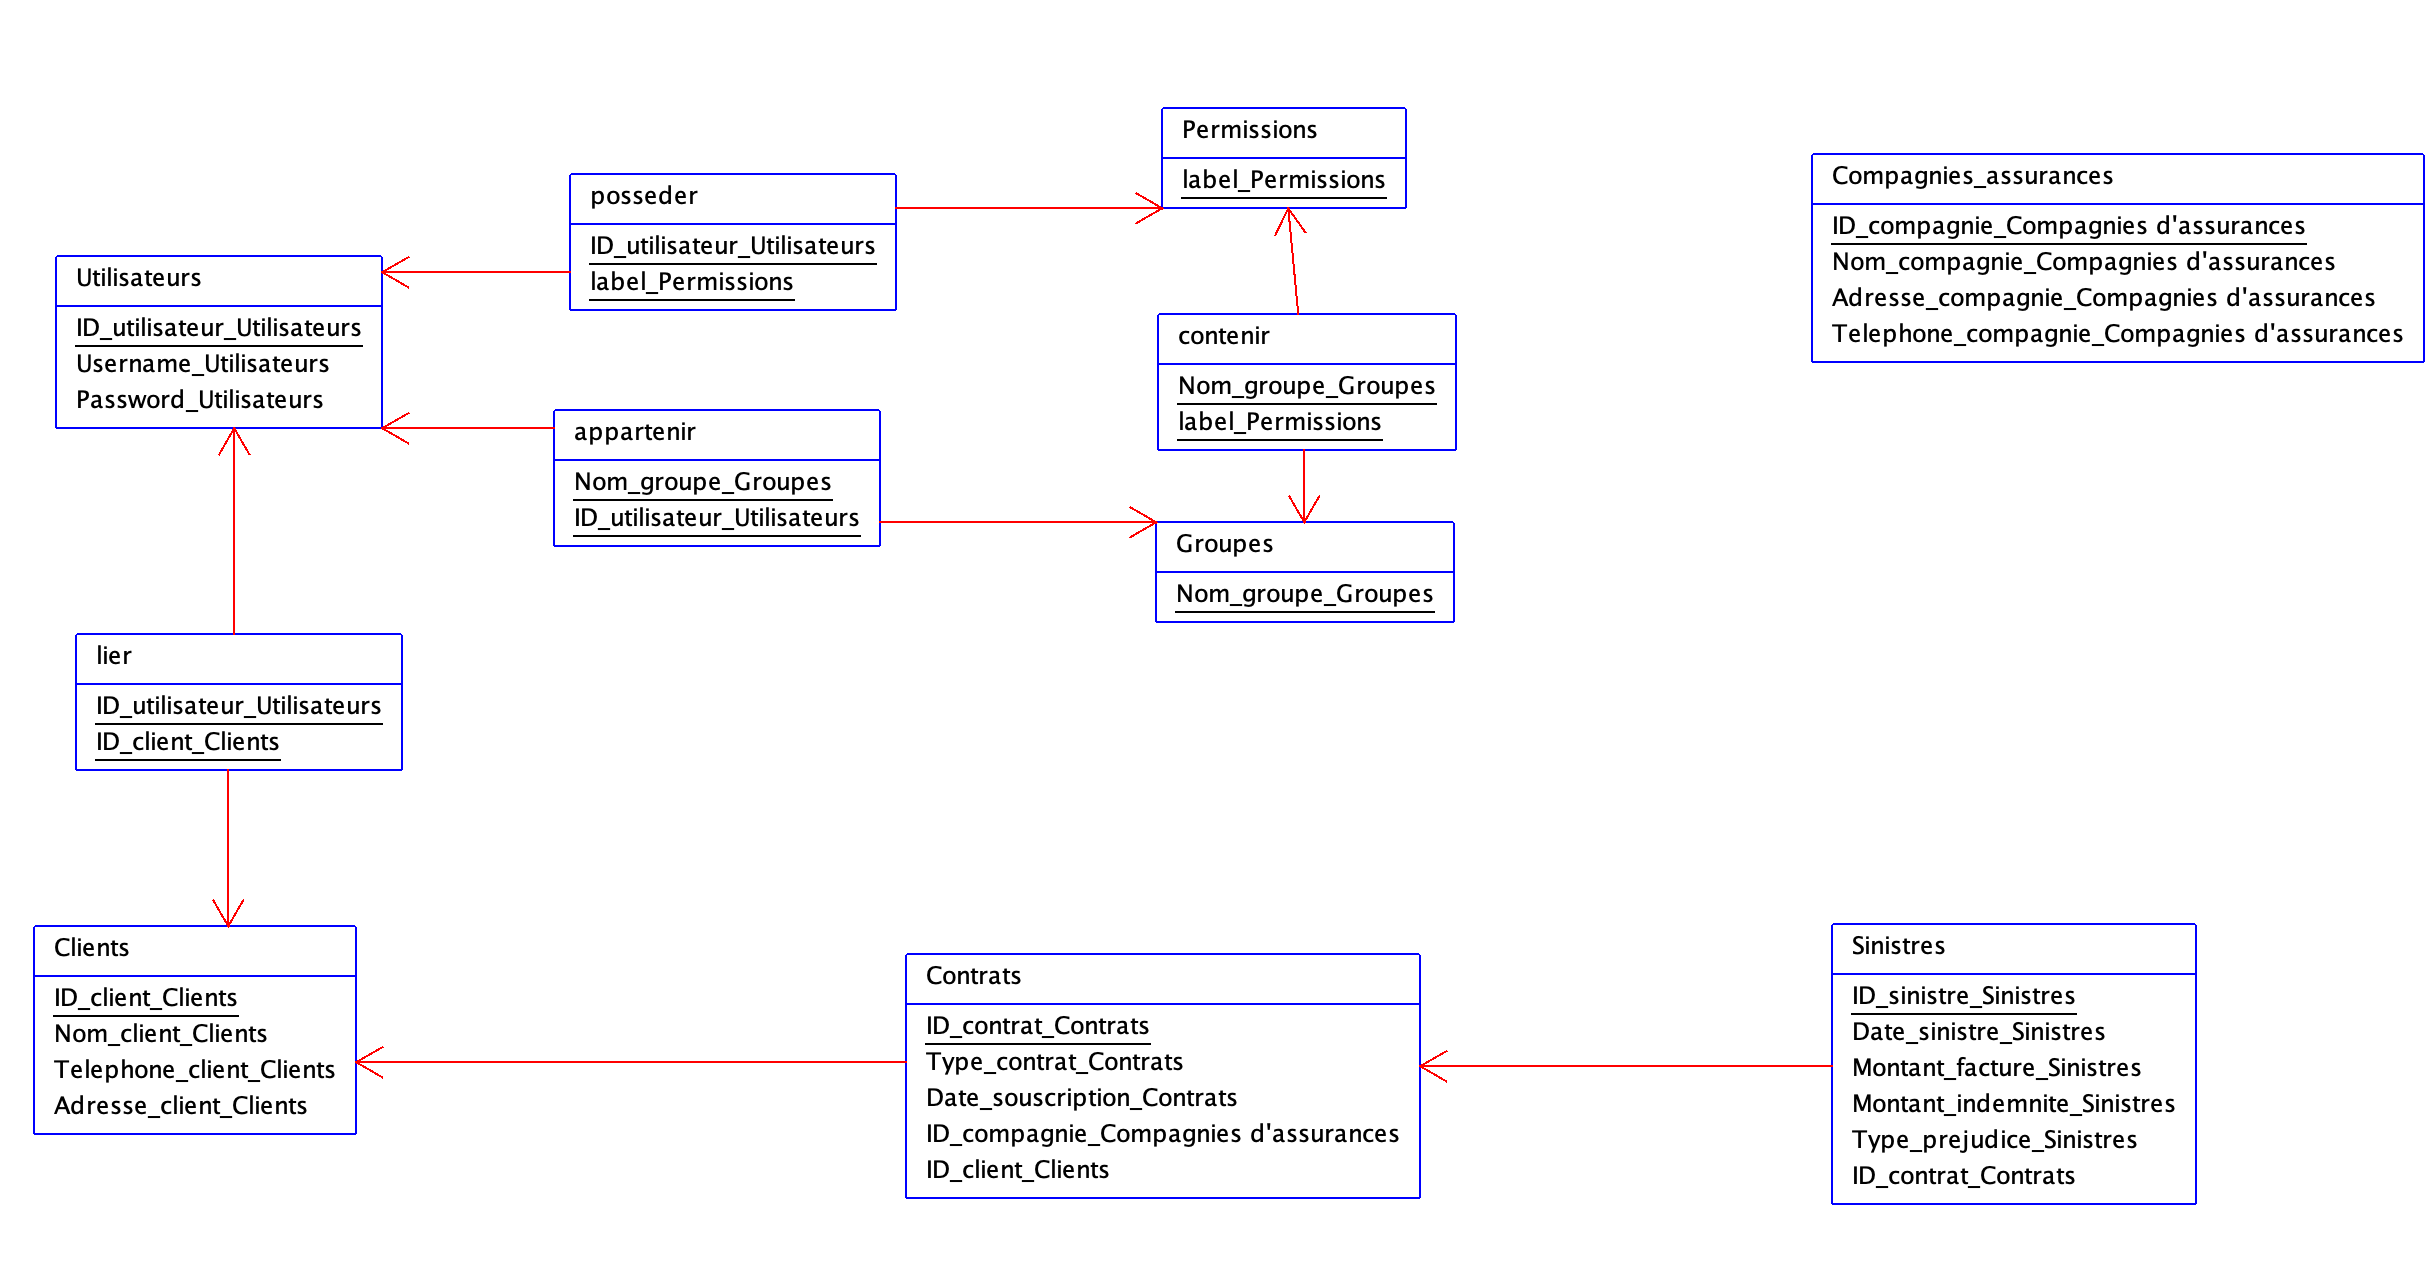 Permissions
label_Permissions
Compagnies_assurances
ID_compagnie_Compagnies d'assurances
Nom_compagnie_Compagnies d'assurances
Adresse_compagnie_Compagnies d'assurances
Telephone_compagnie_Compagnies d'assurances
posseder
ID_utilisateur_Utilisateurs
label_Permissions
Utilisateurs
ID_utilisateur_Utilisateurs
Username_Utilisateurs
Password_Utilisateurs
contenir
Nom_groupe_Groupes
label_Permissions
appartenir
Nom_groupe_Groupes
ID_utilisateur_Utilisateurs
Groupes
Nom_groupe_Groupes
lier
ID_utilisateur_Utilisateurs
ID_client_Clients
Clients
ID_client_Clients
Nom_client_Clients
Telephone_client_Clients
Adresse_client_Clients
Contrats
ID_contrat_Contrats
Type_contrat_Contrats
Date_souscription_Contrats
ID_compagnie_Compagnies d'assurances
ID_client_Clients
Sinistres
ID_sinistre_Sinistres
Date_sinistre_Sinistres
Montant_facture_Sinistres
Montant_indemnite_Sinistres
Type_prejudice_Sinistres
ID_contrat_Contrats